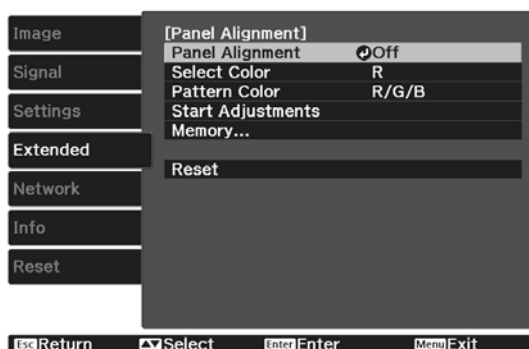 Image
Signal
Settings
Extended
Network
Info
Reset
[Panel Alignment]
Panel Alignment Off
Select Color R
Pattern Color R/G/B
Start Adjustments
Memory...
Reset
Esc Return Select Enter Enter Menu Exit